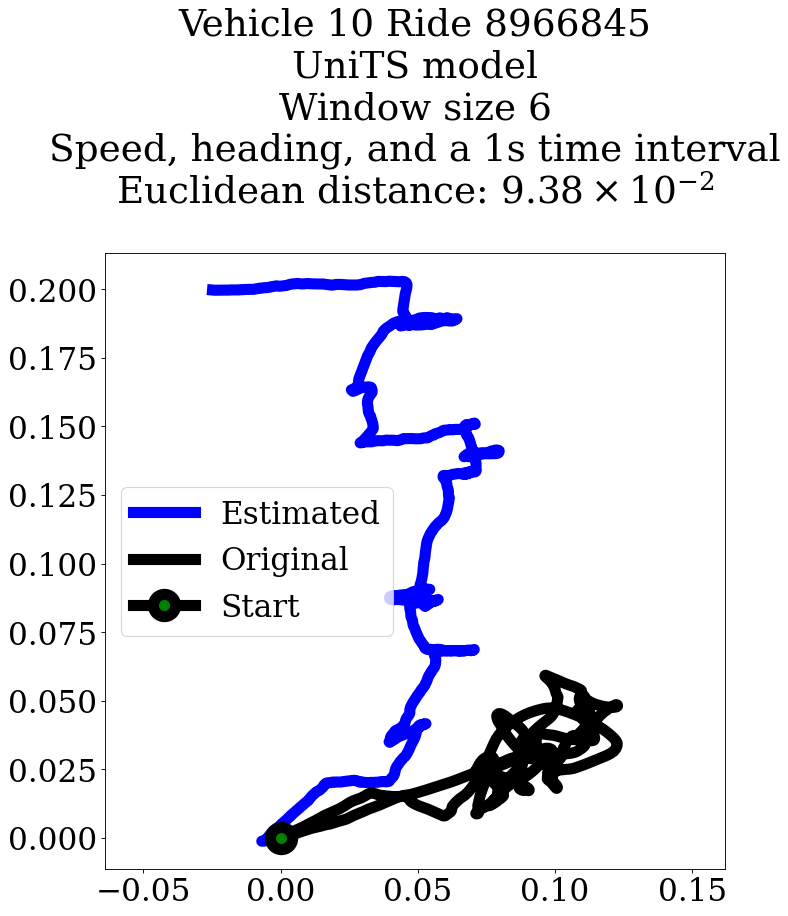 Vehicle 10 Ride 8966845
UniTS model
Window size 6
Speed, heading, and a 1s time interval
Euclidean distance: 9.38 × 10⁻²
0.200
0.175
0.150
0.125
0.100
0.075
0.050
0.025
0.000
Estimated
Original
Start
−0.05 0.00 0.05 0.10 0.15